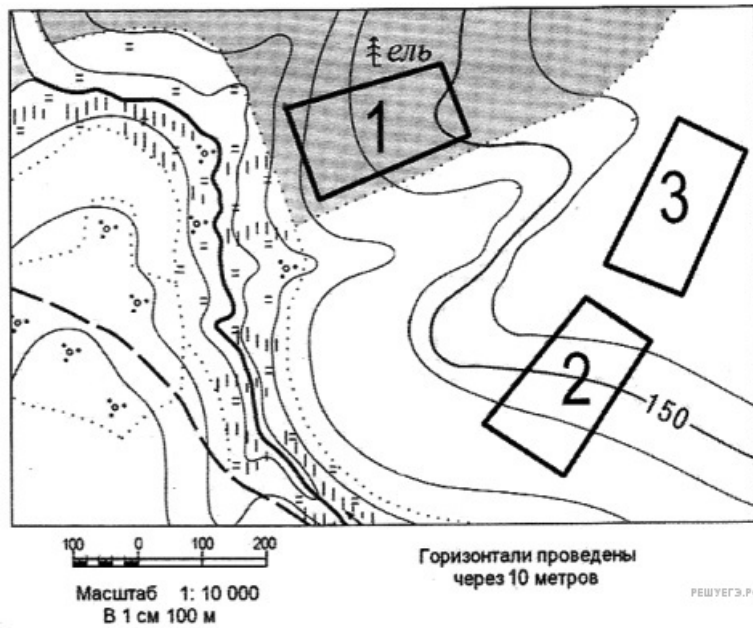 ель
1
3
2
150
100 0 100 200
Масштаб 1: 10 000
В 1 см 100 м
Горизонтали проведены
через 10 метров